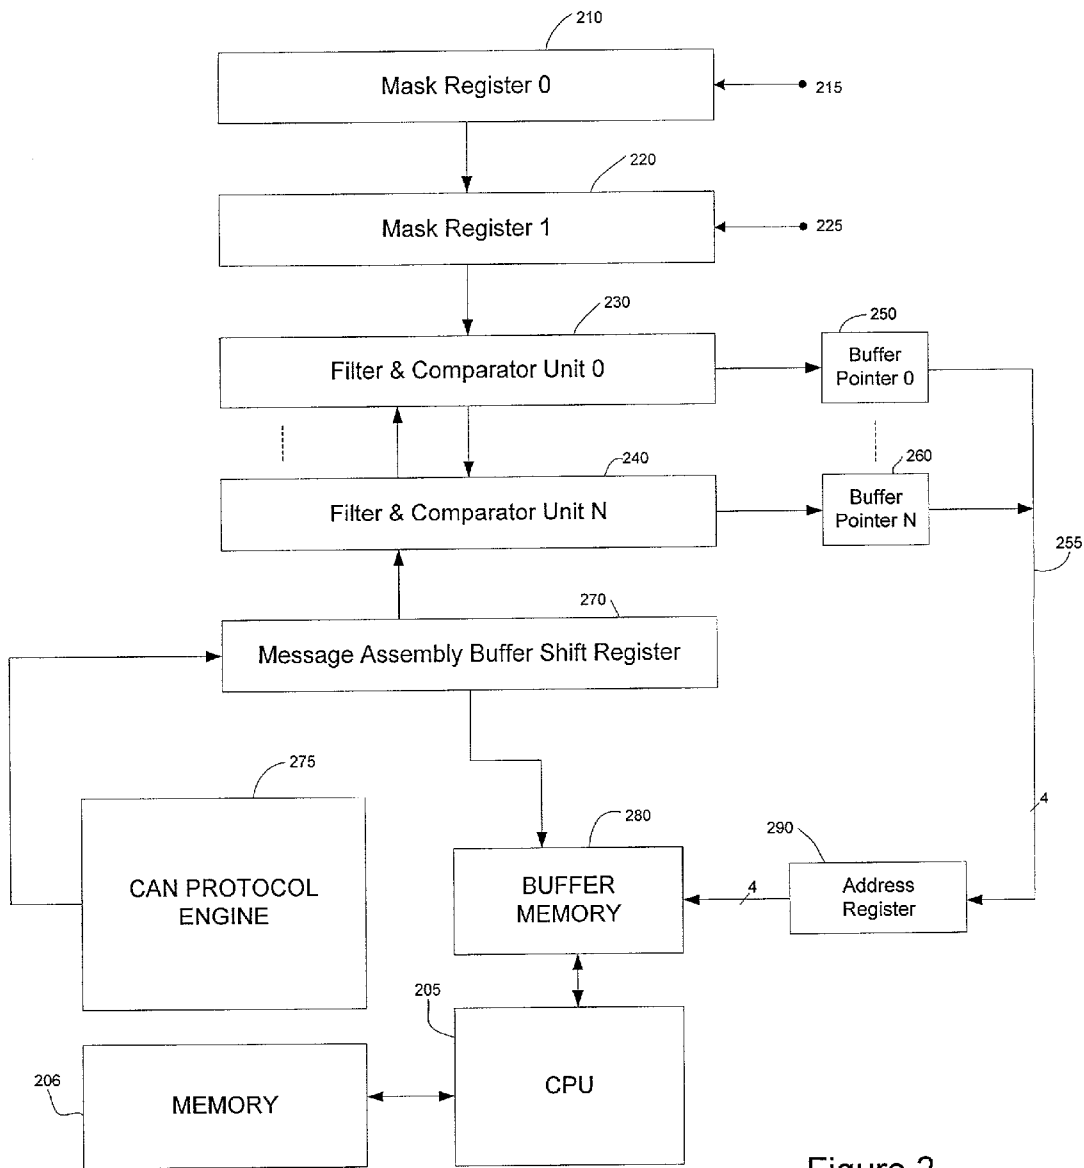 210
Mask Register 0
215
220
Mask Register 1
225
230
Filter & Comparator Unit 0
250
Buffer
Pointer 0
240
Filter & Comparator Unit N
260
Buffer
Pointer N
255
270
Message Assembly Buffer Shift Register
275
CAN PROTOCOL
ENGINE
280
BUFFER
MEMORY
4
290
Address
Register
4
205
CPU
206
MEMORY
Figure 2